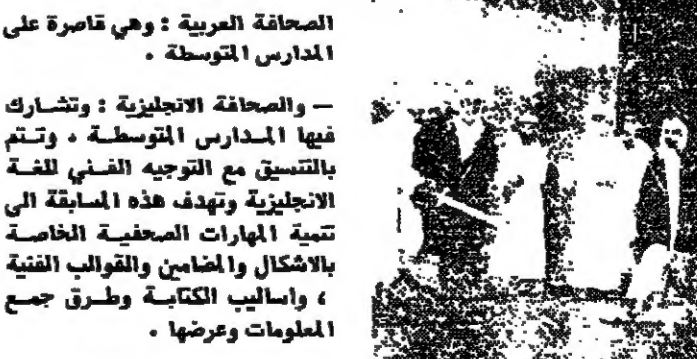 الصحافة العربية : وهي قاصرة على
المدارس المتوسطة .
— والصحافة الانجليزية : وتشارك
فيها المدارس المتوسطة ، وتتم
بالتنسيق مع التوجيه الفني للغة
الانجليزية وتهدف هذه المسابقة الى
تنمية المهارات الصحفية الخاصة
بالاشكال والمضامين والقوالب الفنية
، واساليب الكتابة وطرق جمع
المعلومات وعرضها .